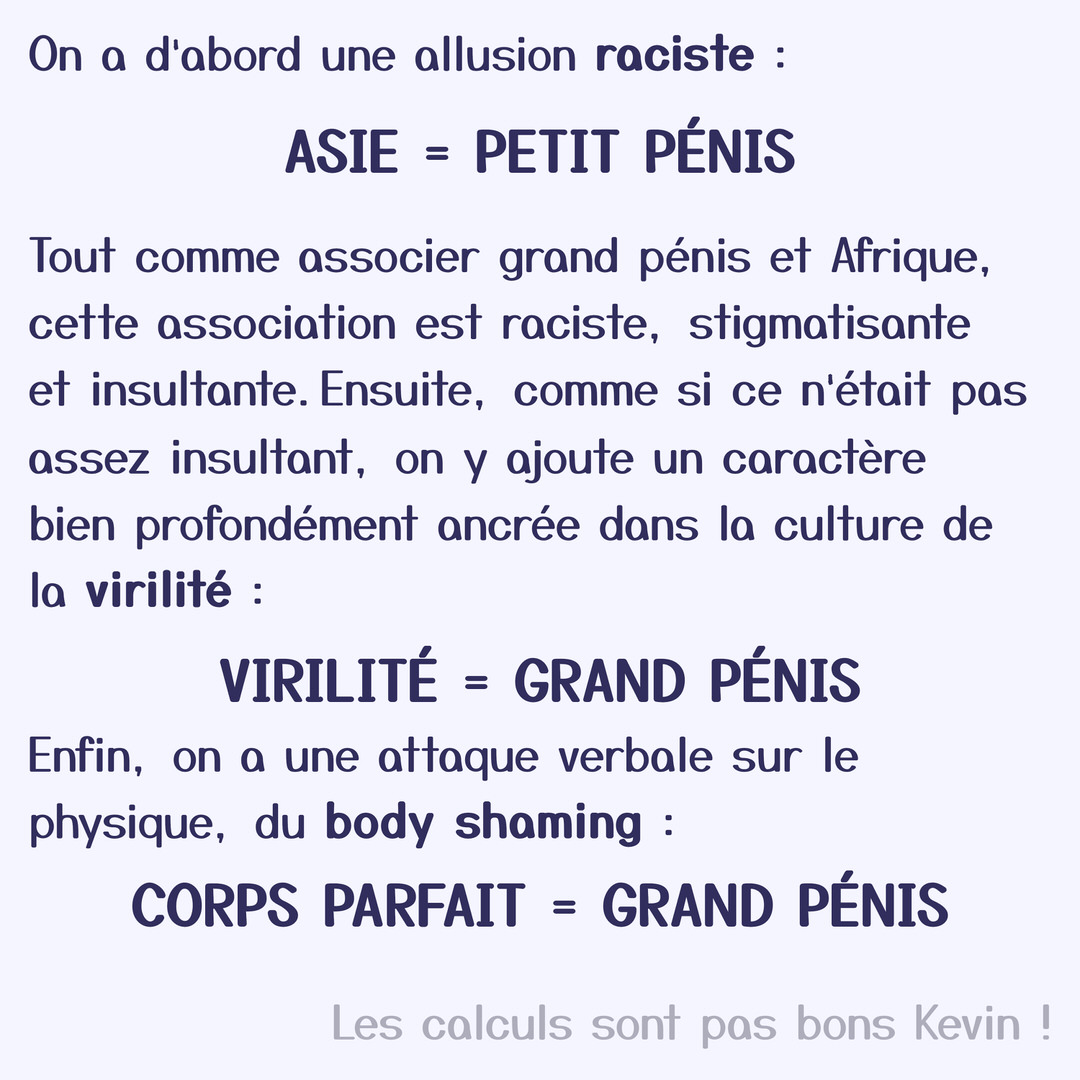 On a d'abord une allusion raciste :
ASIE = PETIT PÉNIS
Tout comme associer grand pénis et Afrique,
cette association est raciste, stigmatisante
et insultante. Ensuite, comme si ce n'était pas
assez insultant, on y ajoute un caractère
bien profondément ancrée dans la culture de
la virilité :
VIRILITÉ = GRAND PÉNIS
Enfin, on a une attaque verbale sur le
physique, du body shaming :
CORPS PARFAIT = GRAND PÉNIS
Les calculs sont pas bons Kevin !